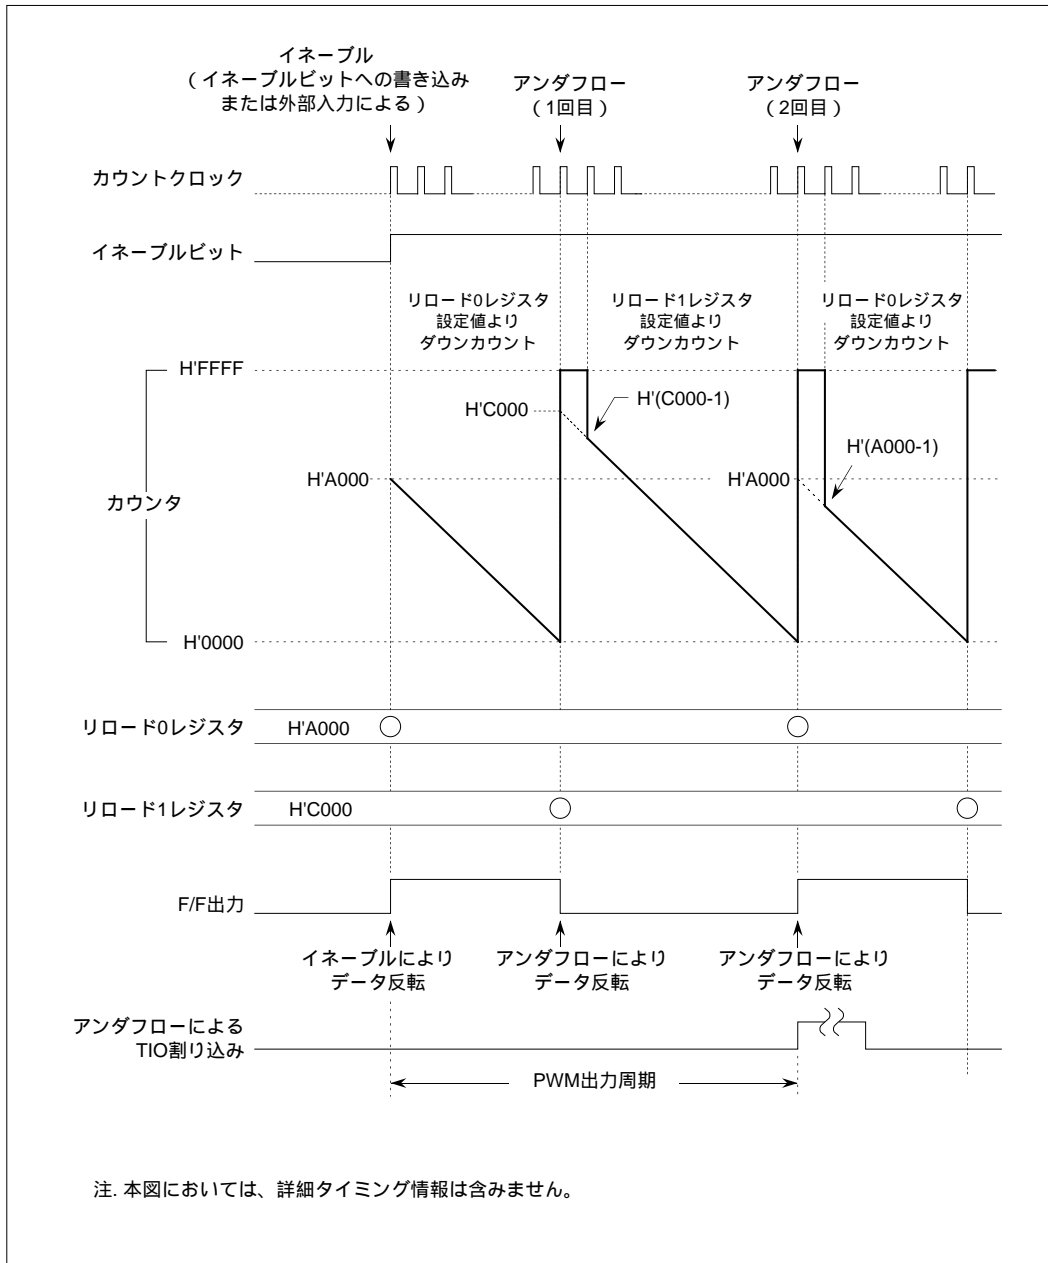 イネーブル
（イネーブルビットへの書き込み
または外部入力による）
アンダフロー
（1回目）
アンダフロー
（2回目）
カウントクロック
イネーブルビット
リロード0レジスタ
設定値より
ダウンカウント
リロード1レジスタ
設定値より
ダウンカウント
リロード0レジスタ
設定値より
ダウンカウント
H'FFFF
H'C000
H'(C000-1)
H'(A000-1)
H'A000
H'A000
カウンタ
H'0000
リロード0レジスタ
H'A000
リロード1レジスタ
H'C000
F/F出力
イネーブルにより
データ反転
アンダフローにより
データ反転
アンダフローにより
データ反転
アンダフローによる
TIO割り込み
PWM出力周期
注. 本図においては、詳細タイミング情報は含みません。